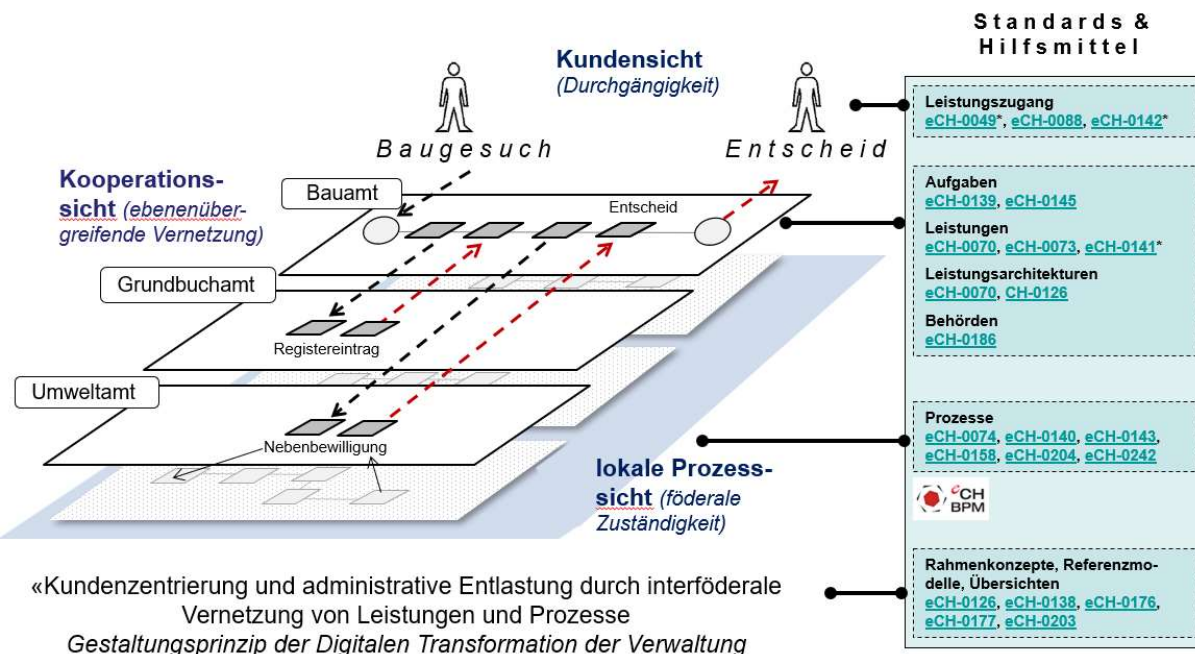 Standards &
Hilfsmittel
Kundensicht
(Durchgängigkeit)
Baugesuch
Entscheid
Kooperations-
sicht (ebenenüber-
greifende Vernetzung)
Bauamt
Entscheid
Grundbuchamt
Registereintrag
Umweltamt
Nebenbewilligung
lokale Prozess-
sicht (föderale
Zuständigkeit)
«Kundenzentrierung und administrative Entlastung durch interföderale
Vernetzung von Leistungen und Prozesse
Gestaltungsprinzip der Digitalen Transformation der Verwaltung
Leistungszugang
eCH-0049*, eCH-0088, eCH-0142*
Aufgaben
eCH-0139, eCH-0145
Leistungen
eCH-0070, eCH-0073, eCH-0141*
Leistungsarchitekturen
eCH-0070, CH-0126
Behörden
eCH-0186
Prozesse
eCH-0074, eCH-0140, eCH-0143,
eCH-0158, eCH-0204, eCH-0242
eCH
BPM
Rahmenkonzepte, Referenzmo-
delle, Übersichten
eCH-0126, eCH-0138, eCH-0176,
eCH-0177, eCH-0203